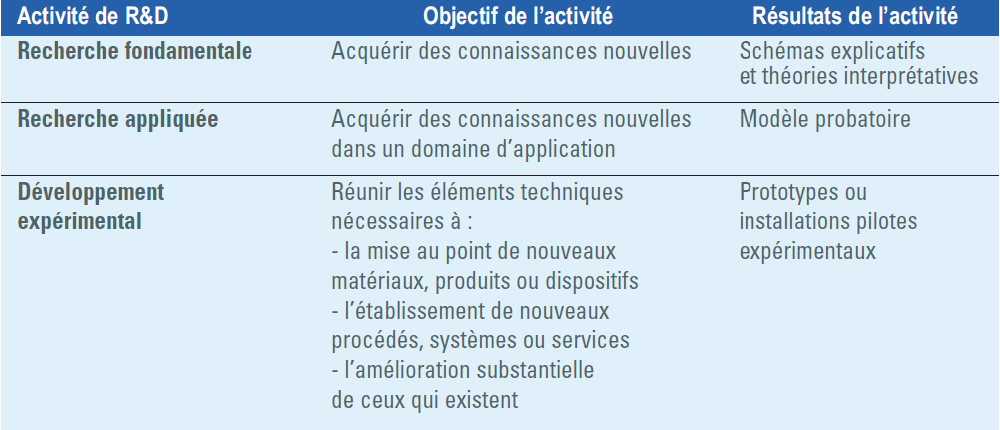 Activité de R&D Objectif de l'activité Résultats de l'activité
Recherche fondamentale Acquérir des connaissances nouvelles Schémas explicatifs
et théories interprétatives
Recherche appliquée Acquérir des connaissances nouvelles Modèle probatoire
dans un domaine d'application
Développement Réunir les éléments techniques Prototypes ou
expérimental nécessaires à : installations pilotes
- la mise au point de nouveaux expérimentaux
matériaux, produits ou dispositifs
- l'établissement de nouveaux
procédés, systèmes ou services
- l'amélioration substantielle
de ceux qui existent